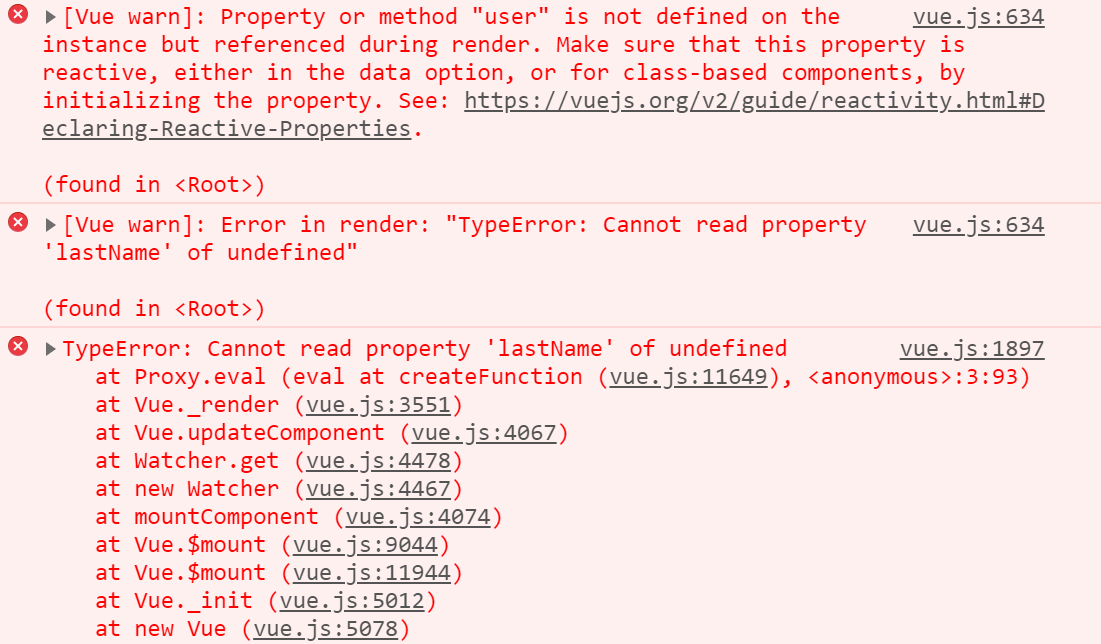 [Vue warn]: Property or method "user" is not defined on the vue.js:634
instance but referenced during render. Make sure that this property is
reactive, either in the data option, or for class-based components, by
initializing the property. See: https://vuejs.org/v2/guide/reactivity.html#D
eclaring-Reactive-Properties.
(found in <Root>)
[Vue warn]: Error in render: "TypeError: Cannot read property vue.js:634
'lastName' of undefined"
(found in <Root>)
TypeError: Cannot read property 'lastName' of undefined vue.js:1897
at Proxy.eval (eval at createFunction (vue.js:11649), <anonymous>:3:93)
at Vue._render (vue.js:3551)
at Vue.updateComponent (vue.js:4067)
at Watcher.get (vue.js:4478)
at new Watcher (vue.js:4467)
at mountComponent (vue.js:4074)
at Vue.$mount (vue.js:9044)
at Vue.$mount (vue.js:11944)
at Vue._init (vue.js:5012)
at new Vue (vue.js:5078)